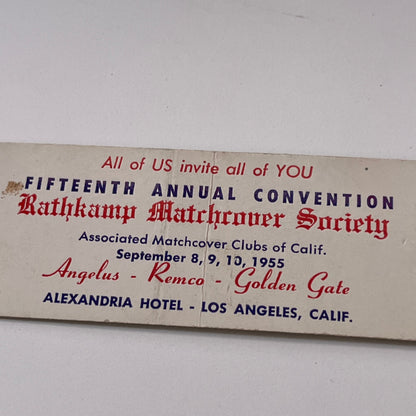 All of US invite all of YOU
FIFTEENTH ANNUAL CONVENTION
Rathkamp Matchcover Society
Associated Matchcover Clubs of Calif.
September 8, 9, 10, 1955
Angelus - Remco - Golden Gate
ALEXANDRIA HOTEL - LOS ANGELES, CALIF.